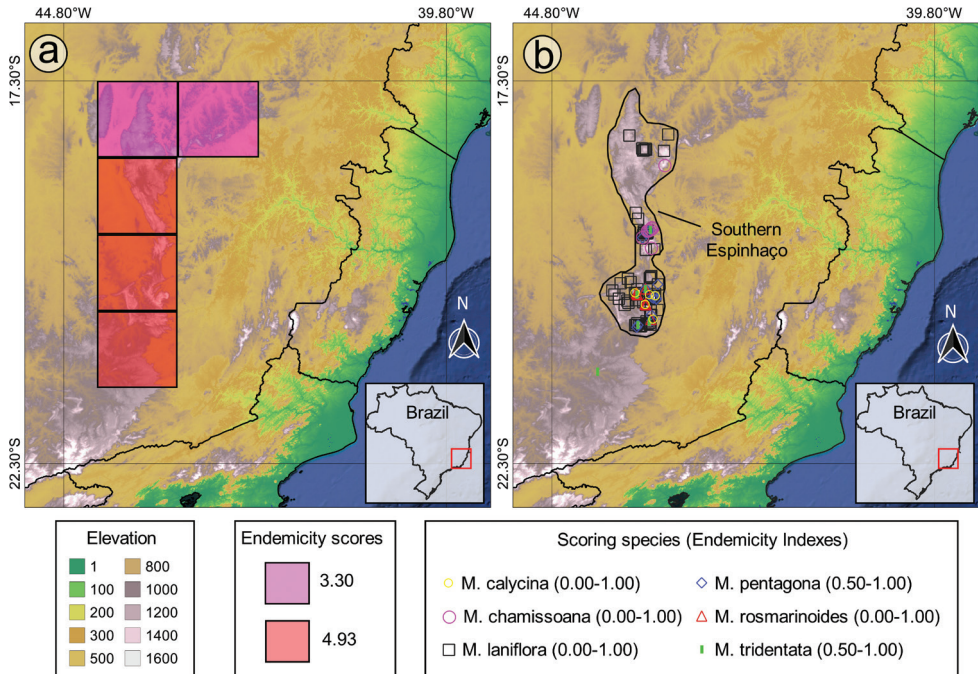 44.80°W 39.80°W 44.80°W 39.80°W
a b
17.30°S 17.30°S
Southern
Espinhaço
N N
Brazil Brazil
22.30°S 22.30°S
Elevation
1 800
100 1000
200 1200
300 1400
500 1600
Endemicity scores
3.30
4.93
Scoring species (Endemicity Indexes)
M. calycina (0.00-1.00) M. pentagona (0.50-1.00)
M. chamissoana (0.00-1.00) M. rosmarinoides (0.00-1.00)
M. laniflora (0.00-1.00) M. tridentata (0.50-1.00)